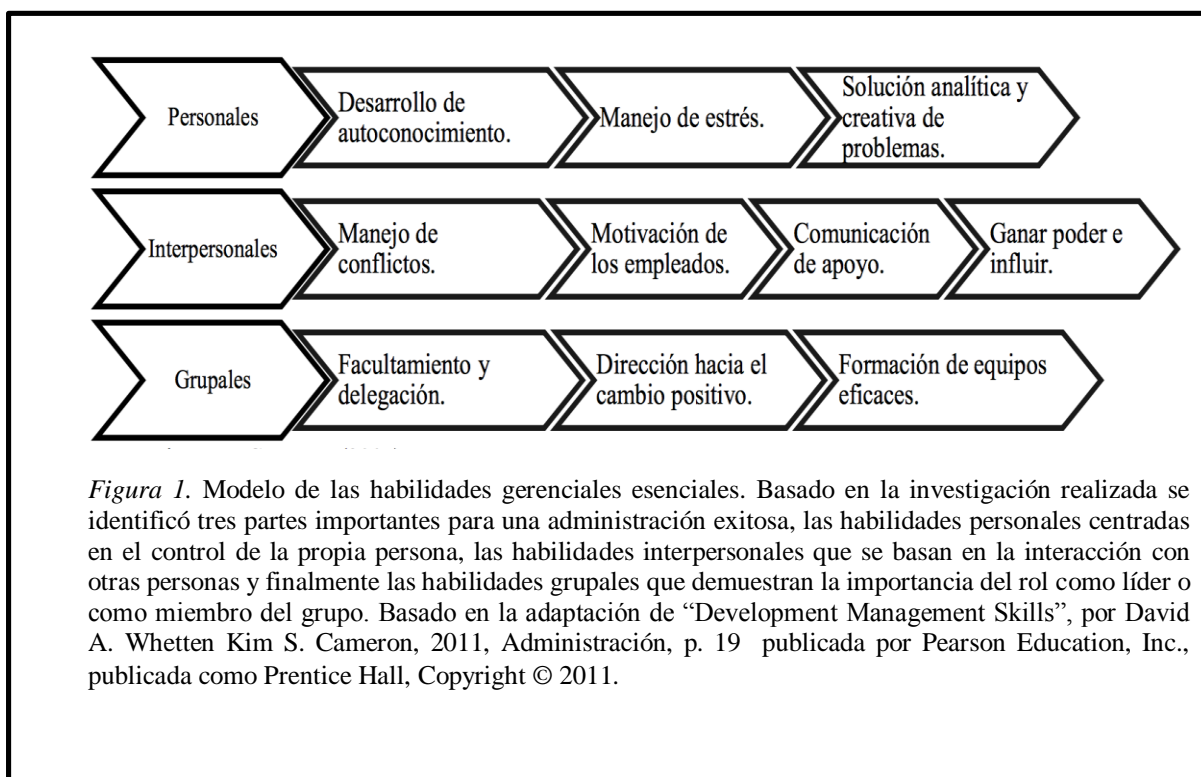 Personales
Desarrollo de
autoconocimiento.
Manejo de estrés.
Solución analítica y
creativa de
problemas.
Interpersonales
Manejo de
conflictos.
Motivación de
los empleados.
Comunicación
de apoyo.
Ganar poder e
influir.
Grupales
Facultamiento y
delegación.
Dirección hacia el
cambio positivo.
Formación de equipos
eficaces.
Figura 1. Modelo de las habilidades gerenciales esenciales. Basado en la investigación realizada se
identificó tres partes importantes para una administración exitosa, las habilidades personales centradas
en el control de la propia persona, las habilidades interpersonales que se basan en la interacción con
otras personas y finalmente las habilidades grupales que demuestran la importancia del rol como líder o
como miembro del grupo. Basado en la adaptación de “Development Management Skills”, por David
A. Whetten Kim S. Cameron, 2011, Administración, p. 19 publicada por Pearson Education, Inc.,
publicada como Prentice Hall, Copyright © 2011.